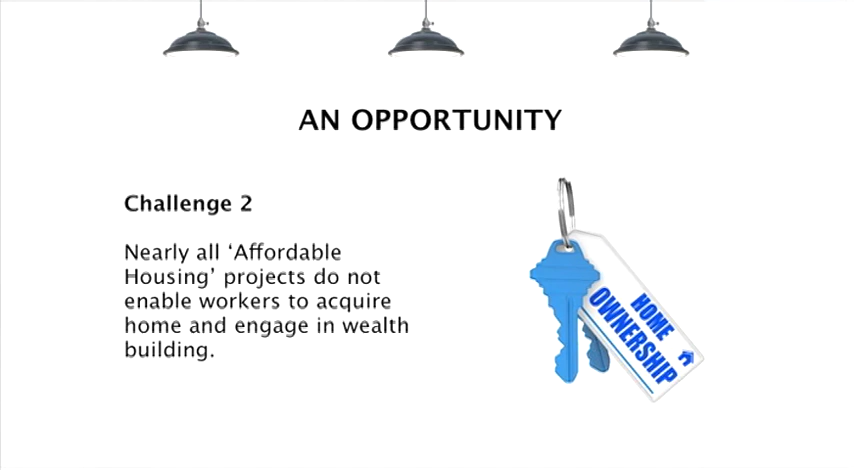 AN OPPORTUNITY
Challenge 2
Nearly all ‘Affordable
Housing’ projects do not
enable workers to acquire
home and engage in wealth
building.
HOME
OWNERSHIP